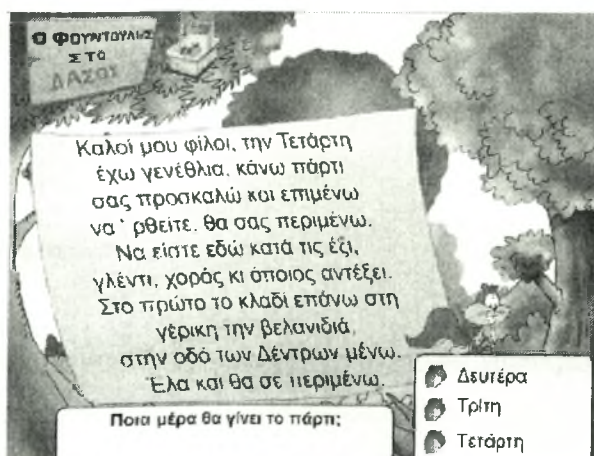 Ο ΦΟΥΝΤΟΥΛΗΣ
ΣΤΟ
ΔΑΣΟΣ
Καλοί μου φίλοι, την Τετάρτη
έχω γενέθλια, κάνω πάρτι
σας προσκαλώ και επιμένω
να ' ρθείτε. θα σας περιμένω.
Να είστε εδώ κατά τις έξι,
γλέντι, χορός κι όποιος αντέξει.
Στο πρώτο το κλαδί επάνω στη
γέρικη την βελανιδιά,
στην οδό των Δέντρων μένω.
Έλα και θα σε περιμένω.
Ποια μέρα θα γίνει το πάρτι;
Δευτέρα
Τρίτη
Τετάρτη